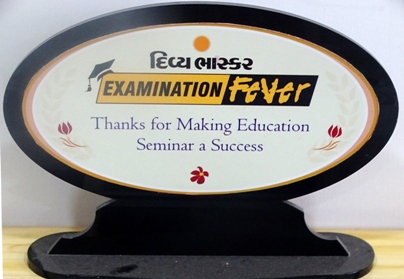 દિવ્ય ભાસ્કર
EXAMINATION FeVer
Thanks for Making Education
Seminar a Success